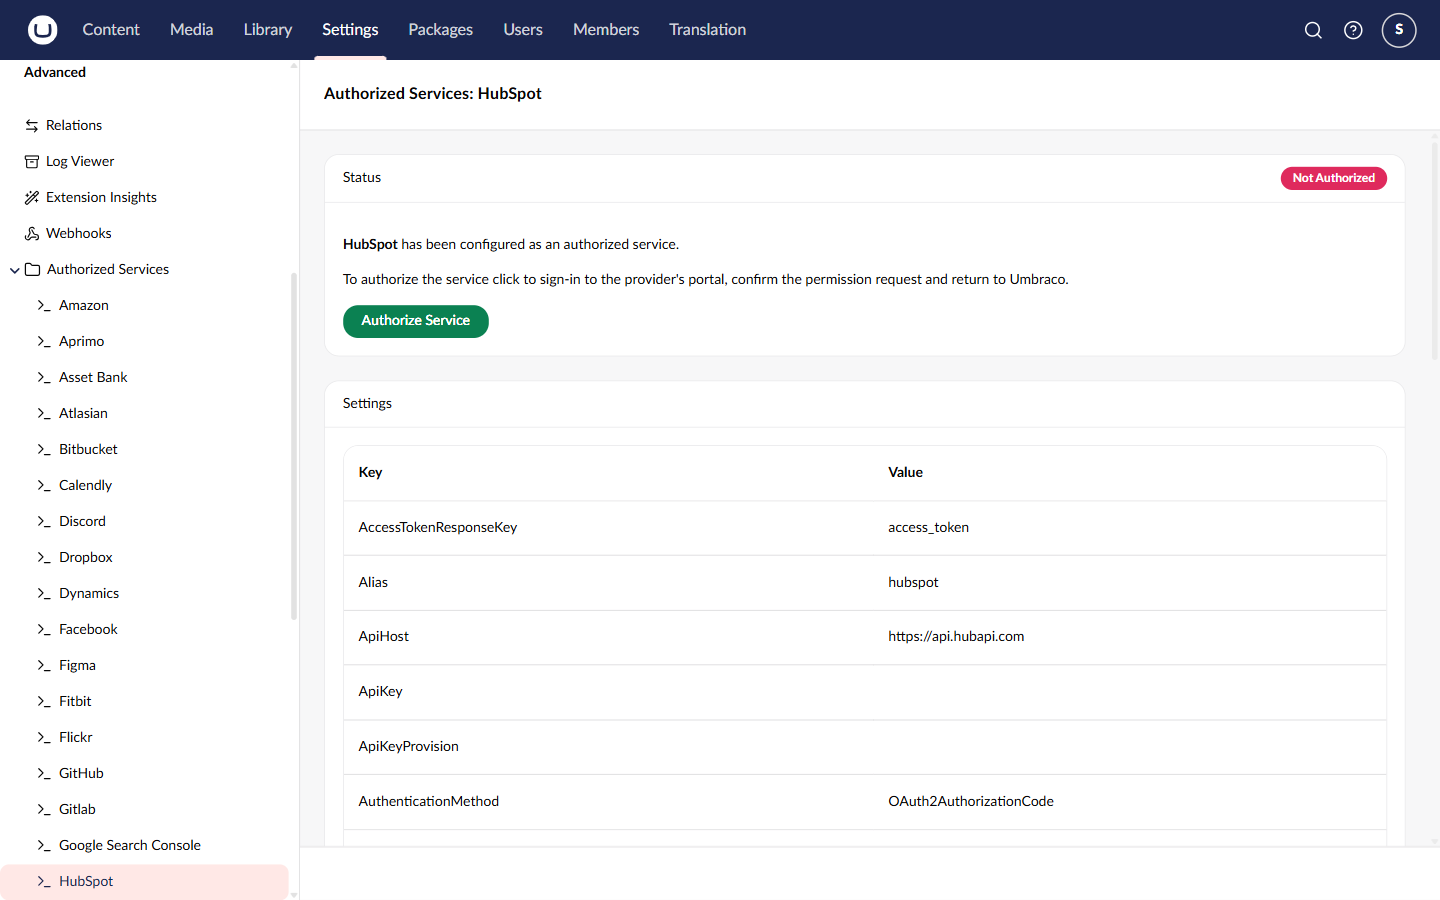 Content Media Library Settings Packages Users Members Translation S
Advanced
Relations
Log Viewer
Extension Insights
Webhooks
Authorized Services
Amazon
Aprimo
Asset Bank
Atlasian
Bitbucket
Calendly
Discord
Dropbox
Dynamics
Facebook
Figma
Fitbit
Flickr
GitHub
Gitlab
Google Search Console
HubSpot
Authorized Services: HubSpot
Status Not Authorized
HubSpot has been configured as an authorized service.
To authorize the service click to sign-in to the provider's portal, confirm the permission request and return to Umbraco.
Authorize Service
Settings
Key Value
AccessTokenResponseKey access_token
Alias hubspot
ApiHost https://api.hubapi.com
ApiKey
ApiKeyProvision
AuthenticationMethod OAuth2AuthorizationCode